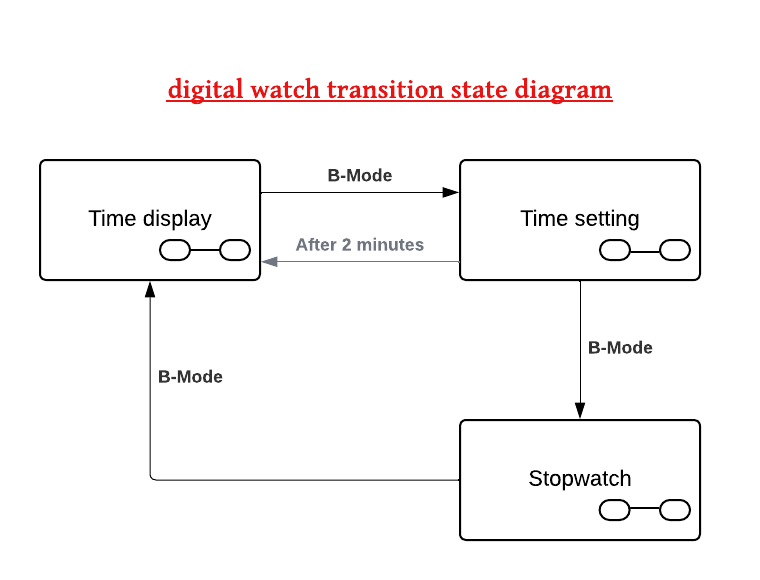 digital watch transition state diagram
B-Mode
Time display
Time setting
After 2 minutes
B-Mode
B-Mode
Stopwatch